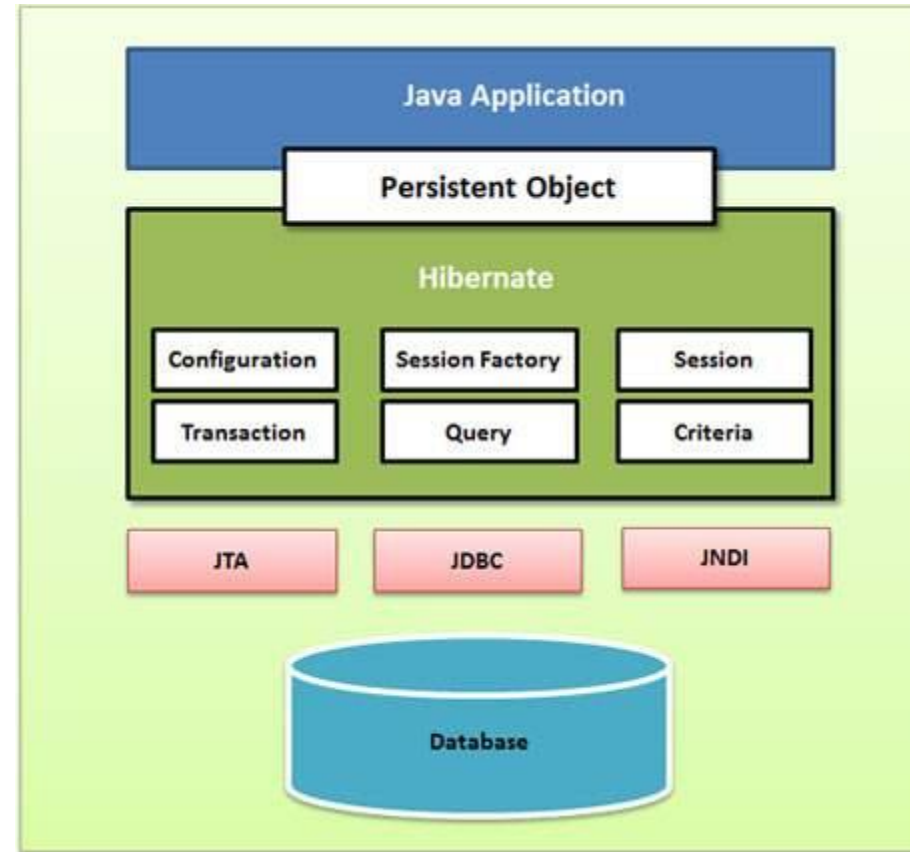 Java Application
Persistent Object
Hibernate
Configuration
Session Factory
Session
Transaction
Query
Criteria
JTA
JDBC
JNDI
Database